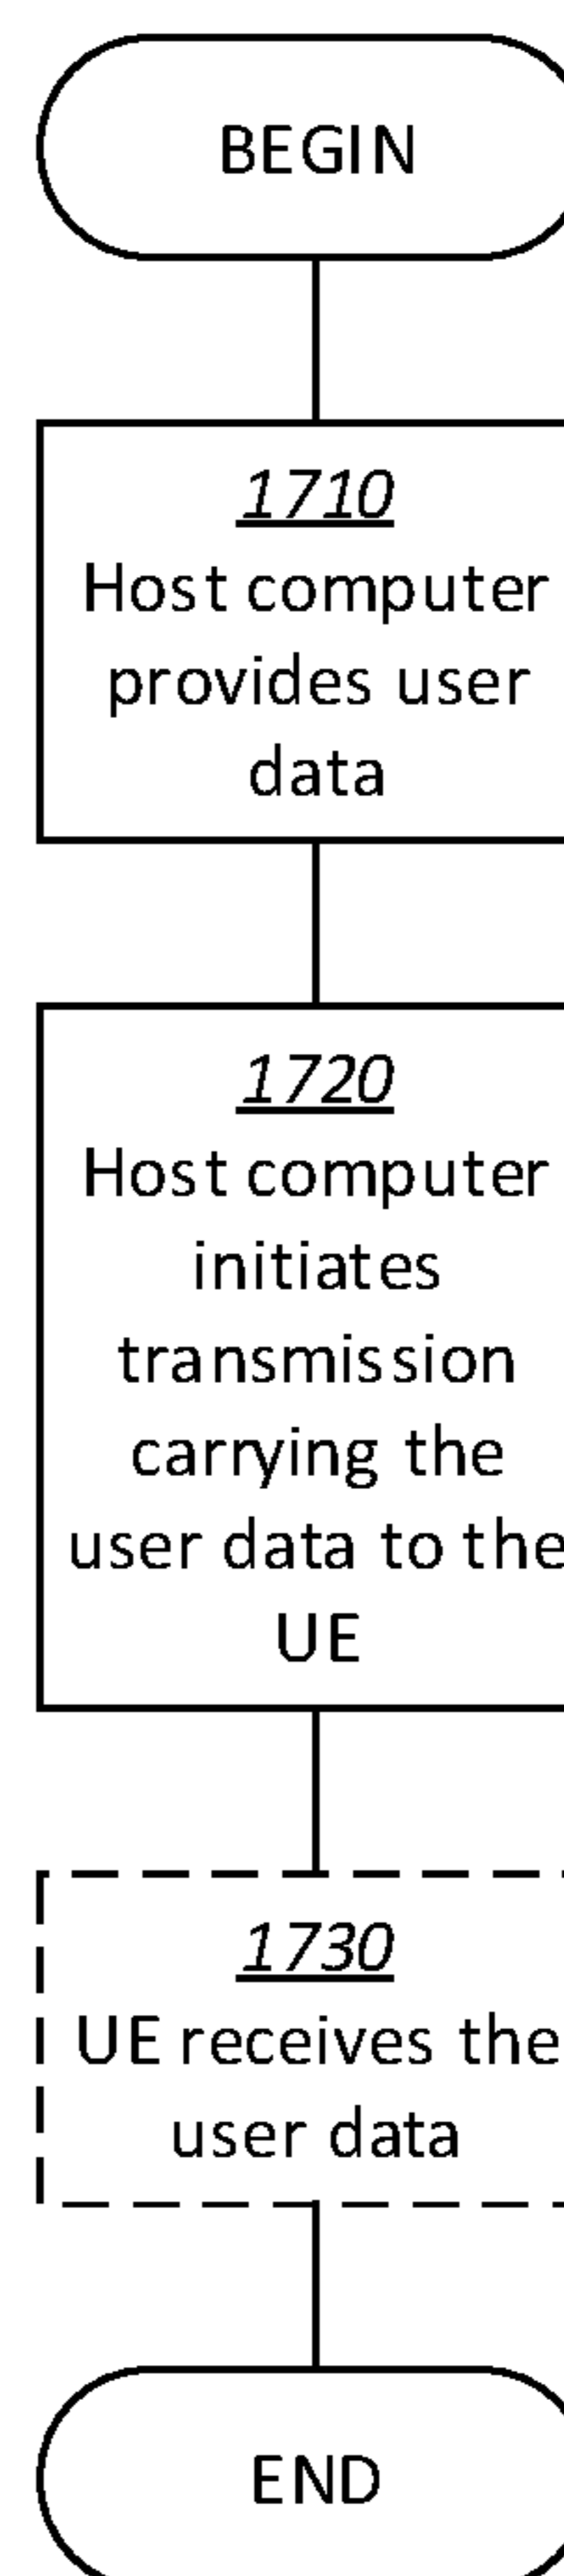 BEGIN
1710
Host computer
provides user
data
1720
Host computer
initiates
transmission
carrying the
user data to the
UE
1730
UE receives the
user data
END